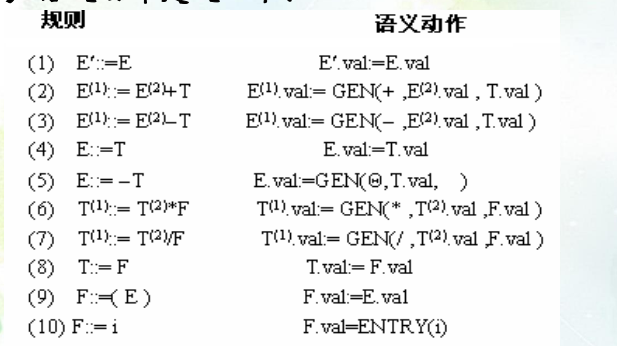 规则 语义动作
(1) E′::=E E′.val:=E.val
(2) E⁽¹⁾::= E⁽²⁾+T E⁽¹⁾.val:= GEN(+ ,E⁽²⁾.val , T.val )
(3) E⁽¹⁾::= E⁽²⁾−T E⁽¹⁾.val:= GEN(− ,E⁽²⁾.val ,T.val )
(4) E::=T E.val:=T.val
(5) E::= −T E.val:=GEN(Θ,T.val, )
(6) T⁽¹⁾::= T⁽²⁾*F T⁽¹⁾.val:= GEN(* ,T⁽²⁾.val ,F.val )
(7) T⁽¹⁾::= T⁽²⁾/F T⁽¹⁾.val:= GEN(/ ,T⁽²⁾.val ,F.val )
(8) T::= F T.val:= F.val
(9) F::=( E ) F.val:=E.val
(10) F::= i F.val=ENTRY(i)